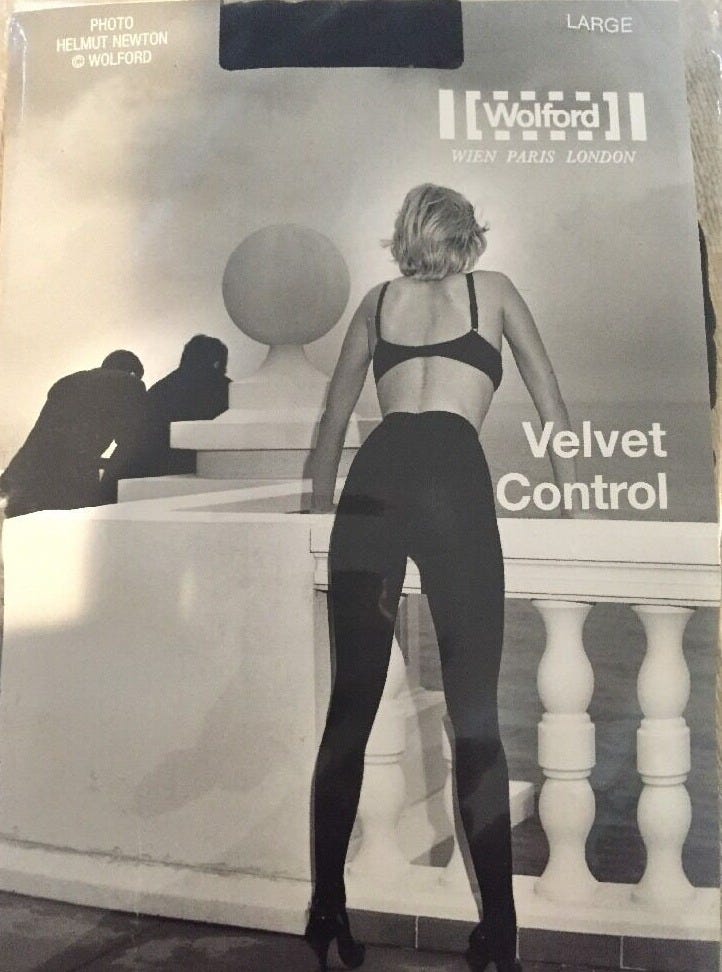 PHOTO
HELMUT NEWTON
© WOLFORD
LARGE
[Wolford]
WIEN PARIS LONDON
Velvet
Control